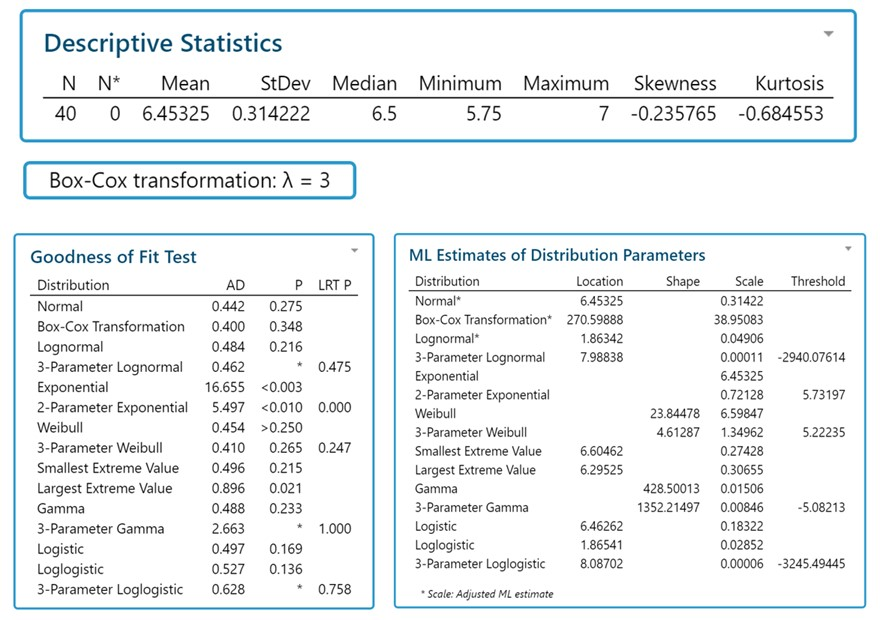 Descriptive Statistics
N N* Mean StDev Median Minimum Maximum Skewness Kurtosis
40 0 6.45325 0.314222 6.5 5.75 7 -0.235765 -0.684553
Box-Cox transformation: λ = 3
Goodness of Fit Test
Distribution AD P LRT P
Normal 0.442 0.275
Box-Cox Transformation 0.400 0.348
Lognormal 0.484 0.216
3-Parameter Lognormal 0.462 * 0.475
Exponential 16.655 <0.003
2-Parameter Exponential 5.497 <0.010 0.000
Weibull 0.454 >0.250
3-Parameter Weibull 0.410 0.265 0.247
Smallest Extreme Value 0.496 0.215
Largest Extreme Value 0.896 0.021
Gamma 0.488 0.233
3-Parameter Gamma 2.663 * 1.000
Logistic 0.497 0.169
Loglogistic 0.527 0.136
3-Parameter Loglogistic 0.628 * 0.758
ML Estimates of Distribution Parameters
Distribution Location Shape Scale Threshold
Normal* 6.45325 0.31422
Box-Cox Transformation* 270.59888 38.95083
Lognormal* 1.86342 0.04906
3-Parameter Lognormal 7.98838 0.00011 -2940.07614
Exponential 6.45325
2-Parameter Exponential 0.72128 5.73197
Weibull 23.84478 6.59847
3-Parameter Weibull 4.61287 1.34962 5.22235
Smallest Extreme Value 6.60462 0.27428
Largest Extreme Value 6.29525 0.30655
Gamma 428.50013 0.01506
3-Parameter Gamma 1352.21497 0.00846 -5.08213
Logistic 6.46262 0.18322
Loglogistic 1.86541 0.02852
3-Parameter Loglogistic 8.08702 0.00006 -3245.49445
* Scale: Adjusted ML estimate